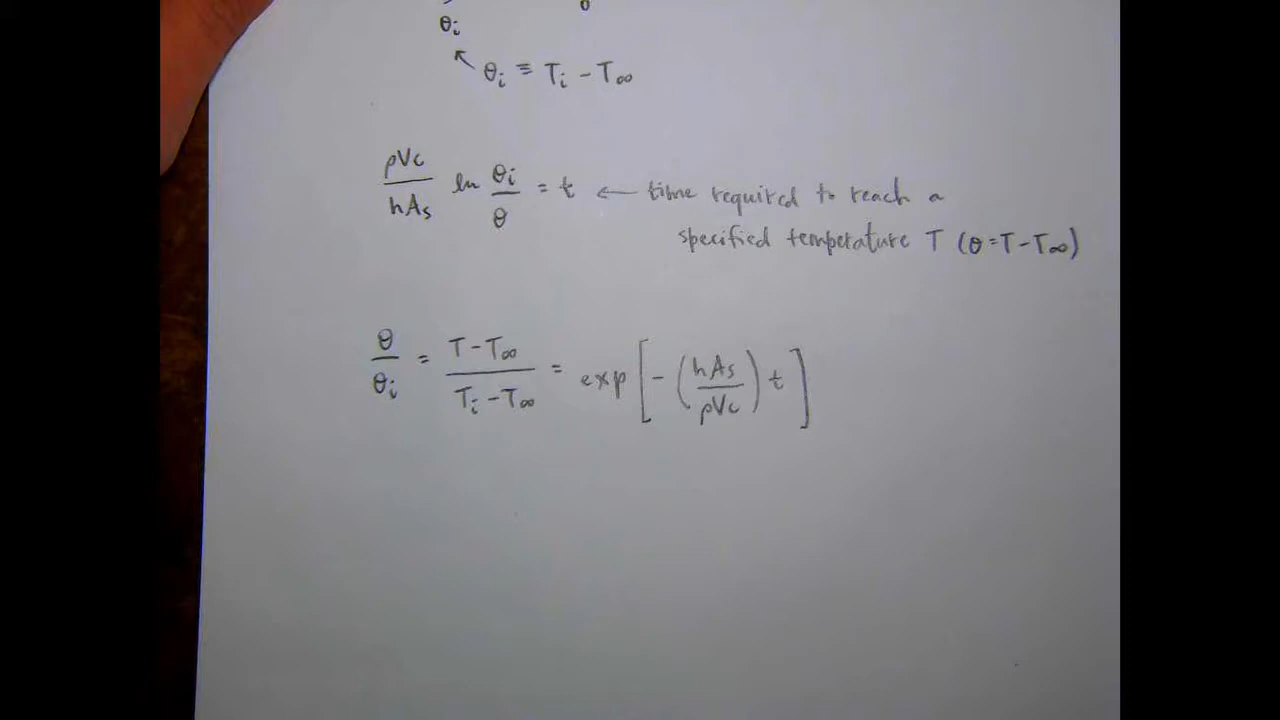 θi
θi ≡ Ti - T∞
ρVc/hAs ln θi/θ = t ← time required to reach a
specified temperature T (θ=T-T∞)
θ/θi = T-T∞/Ti-T∞ = exp[-(hAs/ρVc)t]